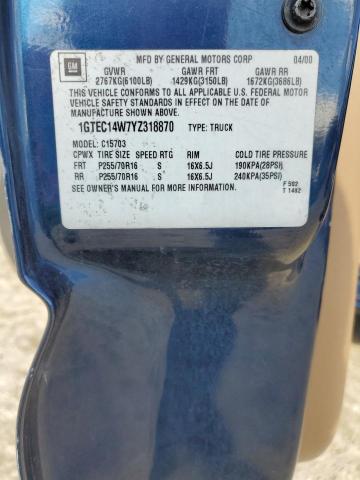 GM
MFD BY GENERAL MOTORS CORP 04/00
GVWR GAWR FRT GAWR RR
2767KG(6100LB) 1429KG(3150LB) 1672KG(3686LB)
THIS VEHICLE CONFORMS TO ALL APPLICABLE U.S. FEDERAL MOTOR
VEHICLE SAFETY STANDARDS IN EFFECT ON THE DATE OF
MANUFACTURE SHOWN ABOVE.
1GTEC14W7YZ318870 TYPE: TRUCK
MODEL: C15703
CPWX TIRE SIZE SPEED RTG RIM COLD TIRE PRESSURE
FRT P255/70R16 S 16X6.5J 190KPA(28PSI)
RR P255/70R16 S 16X6.5J 240KPA(35PSI)
SEE OWNER'S MANUAL FOR MORE INFORMATION. F 502
T 1482